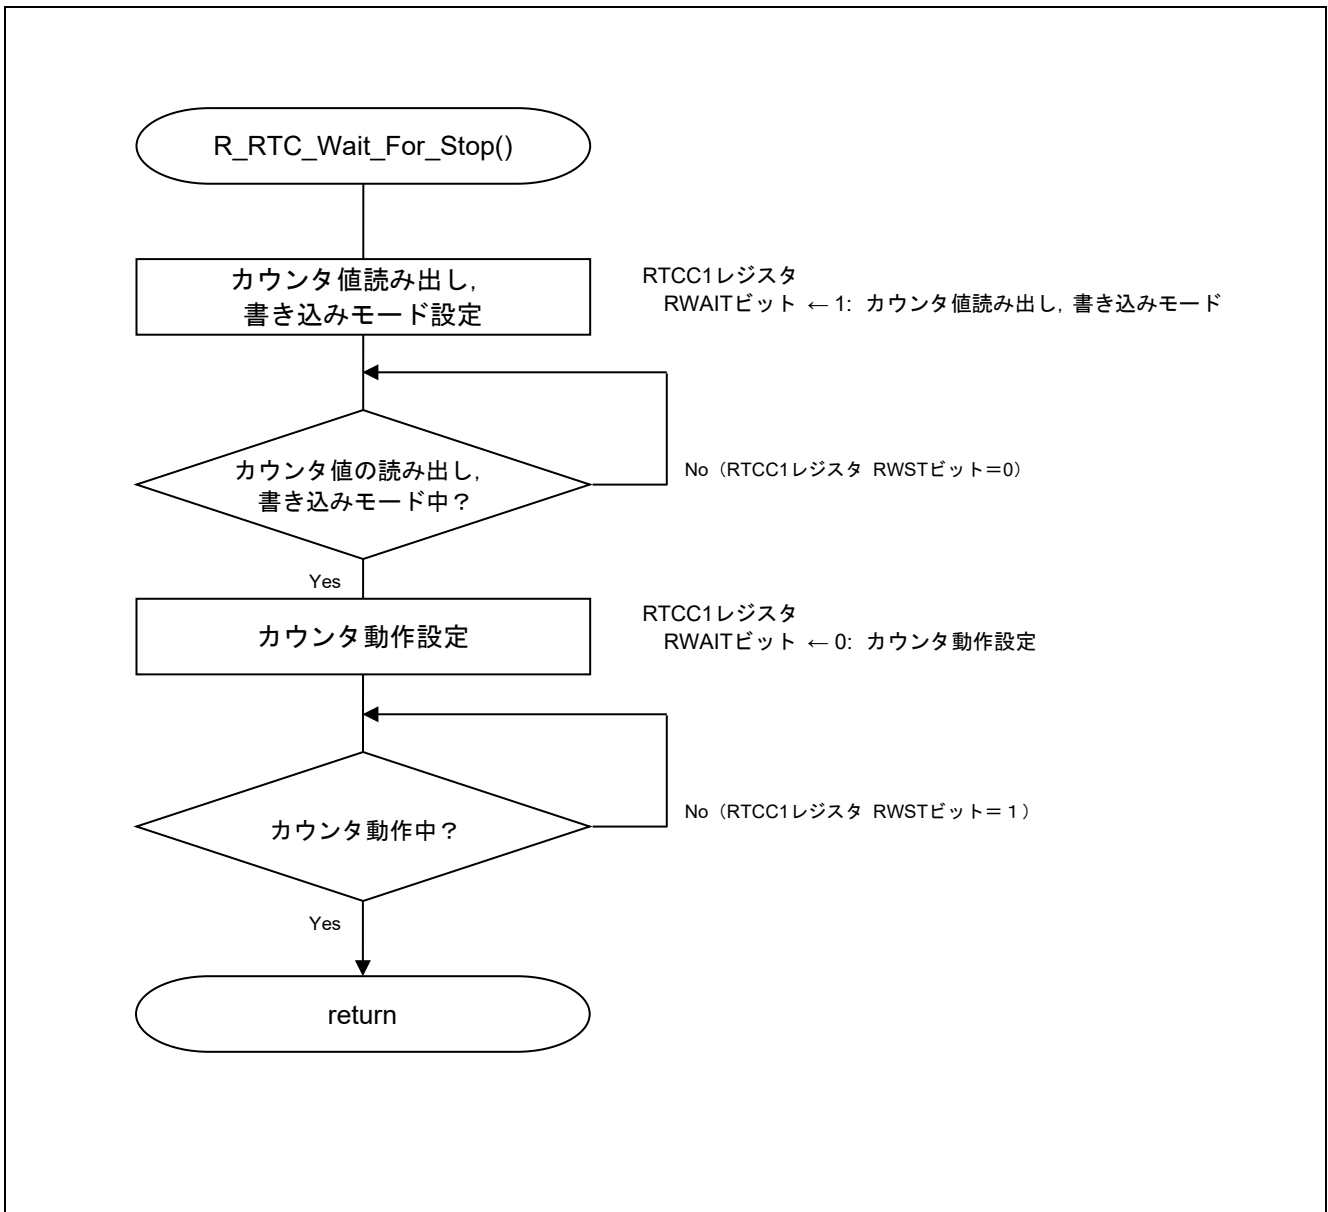 R_RTC_Wait_For_Stop()
カウンタ値読み出し,
書き込みモード設定
RTCC1レジスタ
RWAITビット ← 1: カウンタ値読み出し, 書き込みモード
カウンタ値の読み出し,
書き込みモード中？
No（RTCC1レジスタ RWSTビット＝0）
Yes
カウンタ動作設定
RTCC1レジスタ
RWAITビット ← 0: カウンタ動作設定
カウンタ動作中？
No（RTCC1レジスタ RWSTビット＝１）
Yes
return